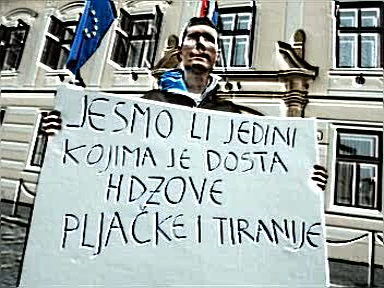 JESMO LI JEDINI
KOJIMA JE DOSTA
HDZOVE
PLJAČKE I TIRANIJE